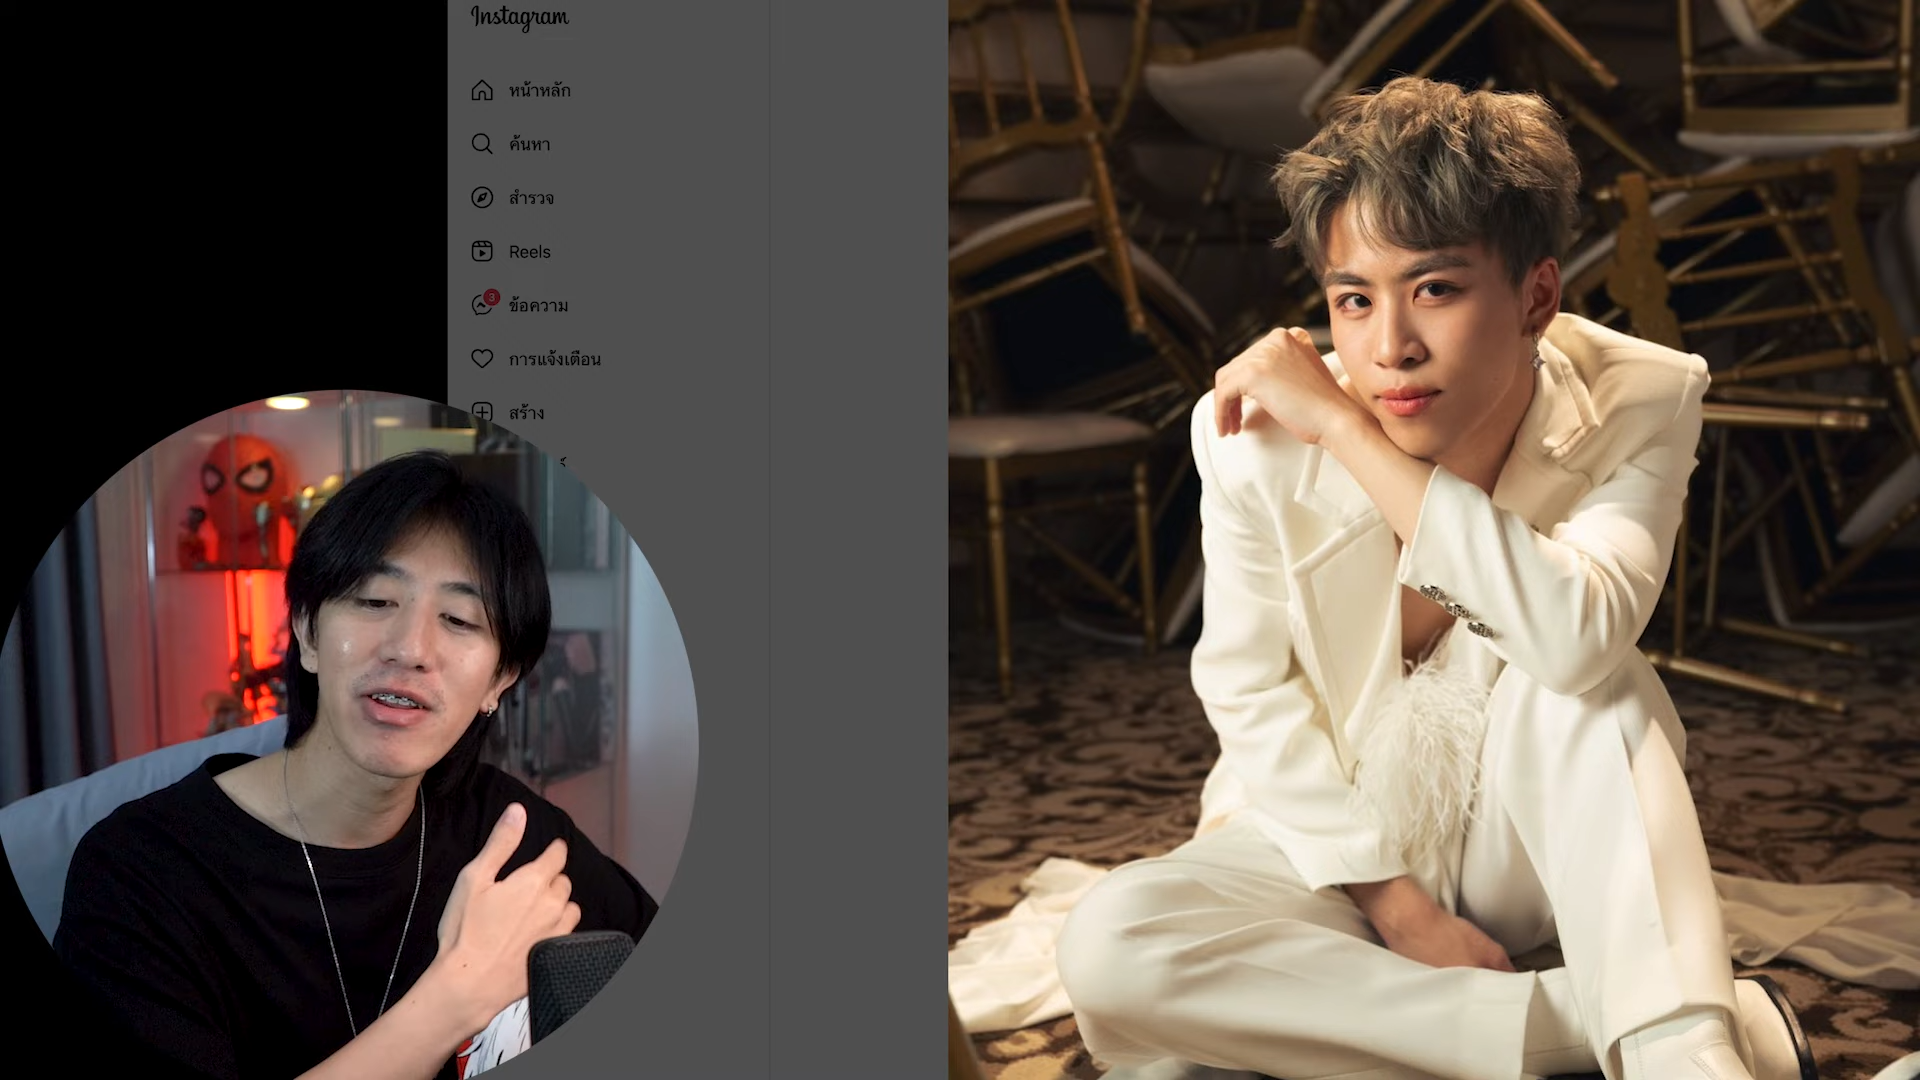 Instagram
หน้าหลัก
ค้นหา
สำรวจ
Reels
3
ข้อความ
การแจ้งเตือน
สร้าง